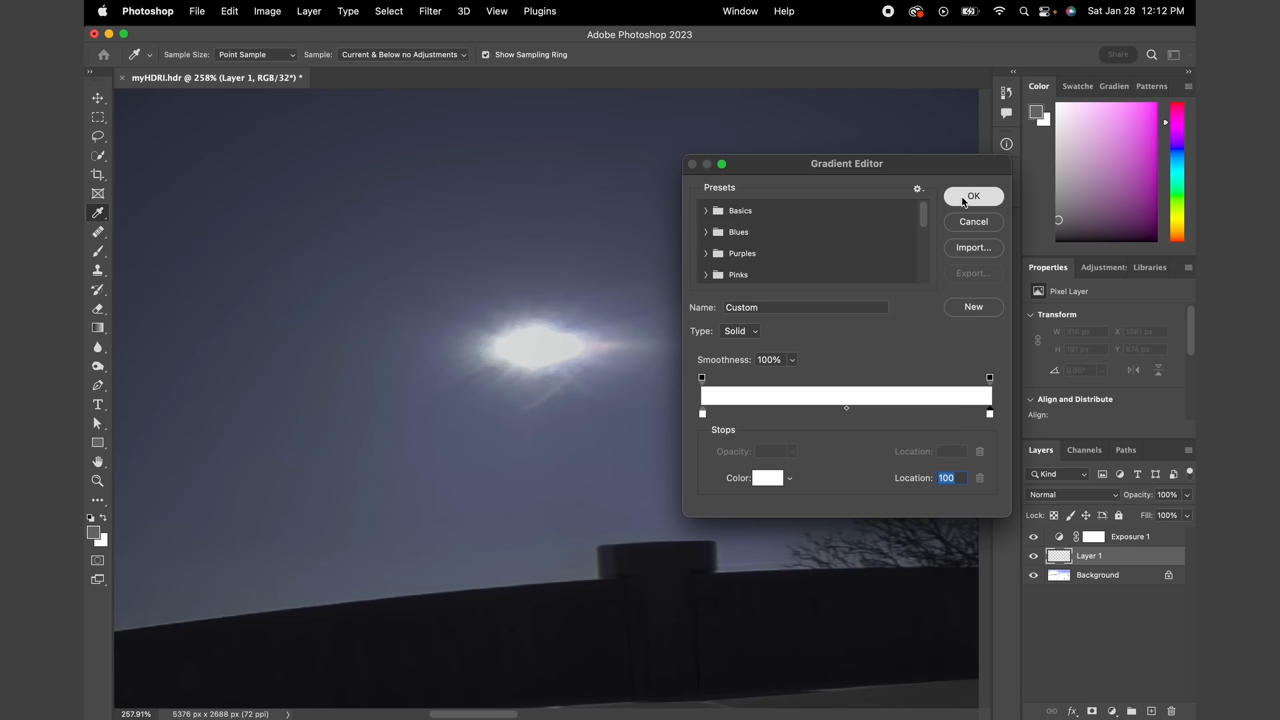 Photoshop File Edit Image Layer Type Select Filter 3D View Plugins Window Help Sat Jan 28 12:12 PM
Adobe Photoshop 2023
Sample Size: Point Sample Sample: Current & Below no Adjustments Show Sampling Ring Share
myHDRI.hdr @ 258% (Layer 1, RGB/32*) *
Color Swatche Gradien Patterns
Gradient Editor
Presets
Basics
Blues
Purples
Pinks
OK
Cancel
Import...
Export...
New
Name: Custom
Type: Solid
Smoothness: 100%
Stops
Opacity: Location:
Color: Location: 100
Properties Adjustment: Libraries
Pixel Layer
Transform
Align and Distribute
Align:
Layers Channels Paths
Kind
Normal Opacity: 100%
Lock: Fill: 100%
Exposure 1
Layer 1
Background
257.91% 5376 px x 2688 px (72 ppi)